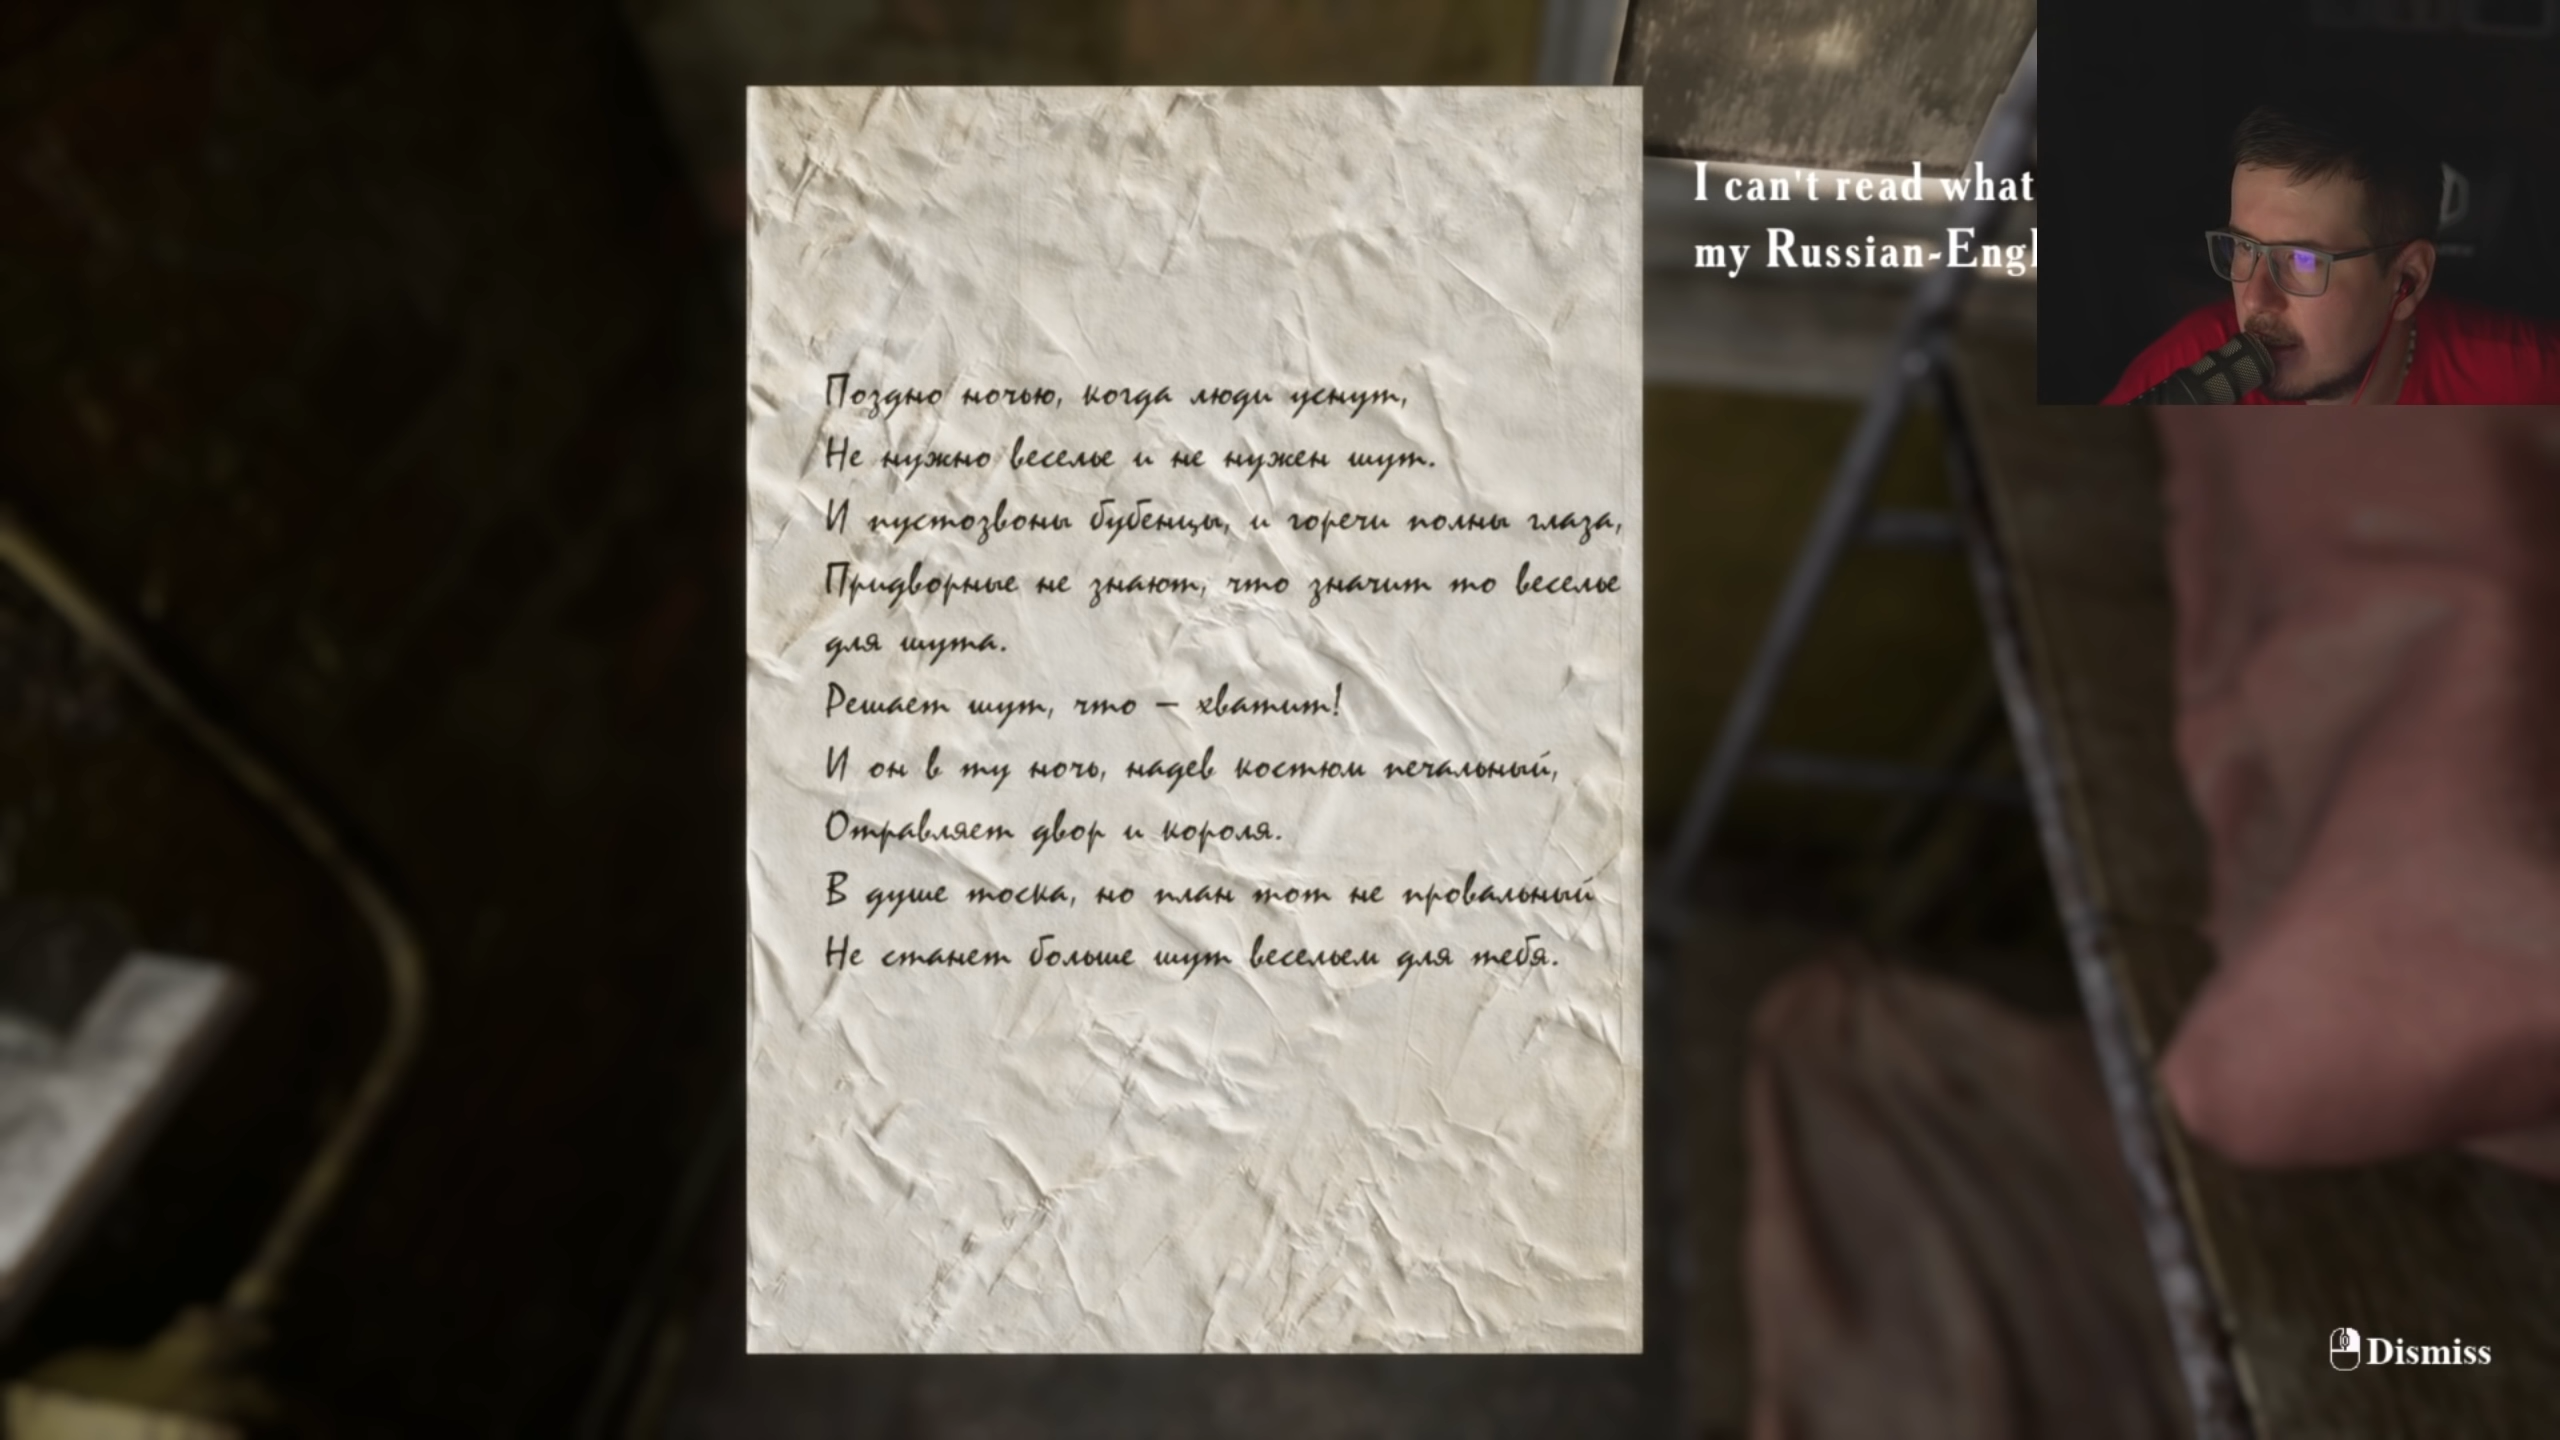 Поздно ночью, когда люди уснут,
Не нужно веселье и не нужен шут.
И пустозвоны бубенцы, и горечи полны глаза,
Придворные не знают, что значит то веселье
для шута.
Решает шут, что – хватит!
И он в ту ночь, надев костюм печальный,
Отравляет двор и короля.
В душе тоска, но план тот не провальный
Не станет больше шут весельем для тебя.
I can't read what
my Russian-Engl
Dismiss